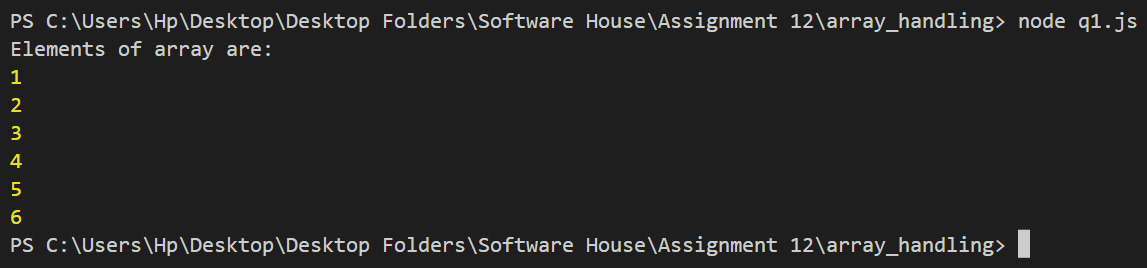 PS C:\Users\Hp\Desktop\Desktop Folders\Software House\Assignment 12\array_handling> node q1.js
Elements of array are:
1
2
3
4
5
6
PS C:\Users\Hp\Desktop\Desktop Folders\Software House\Assignment 12\array_handling>